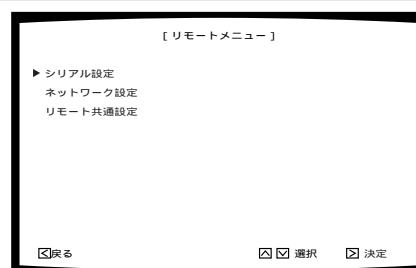 [ リモートメニュー ]
▶ シリアル設定
ネットワーク設定
リモート共通設定
戻る 選択 決定